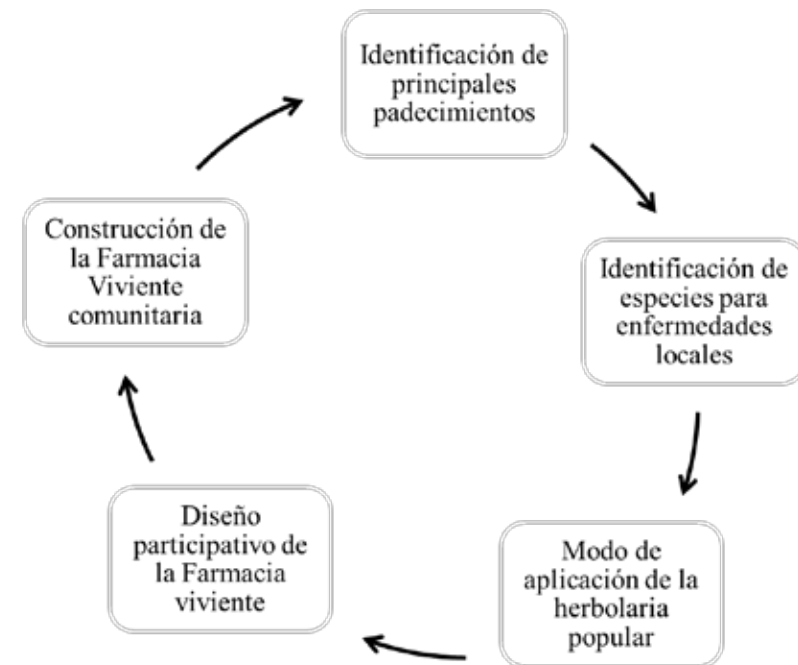 Identificación de
principales
padecimientos
Identificación de
especies para
enfermedades
locales
Modo de
aplicación de la
herbolaria
popular
Diseño
participativo de
la Farmacia
viviente
Construcción de
la Farmacia
Viviente
comunitaria